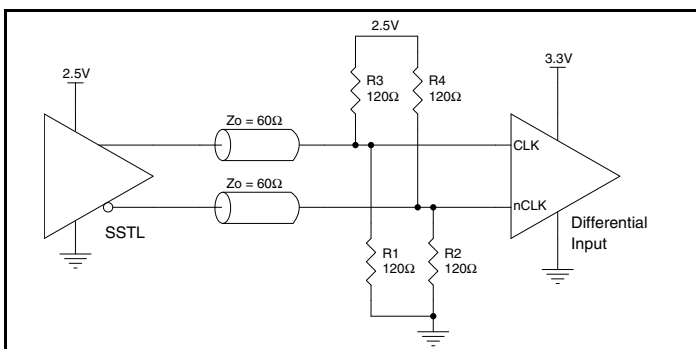 2.5V
2.5V
3.3V
R3
120Ω
R4
120Ω
Zo = 60Ω
CLK
Zo = 60Ω
nCLK
SSTL
Differential
Input
R1
120Ω
R2
120Ω